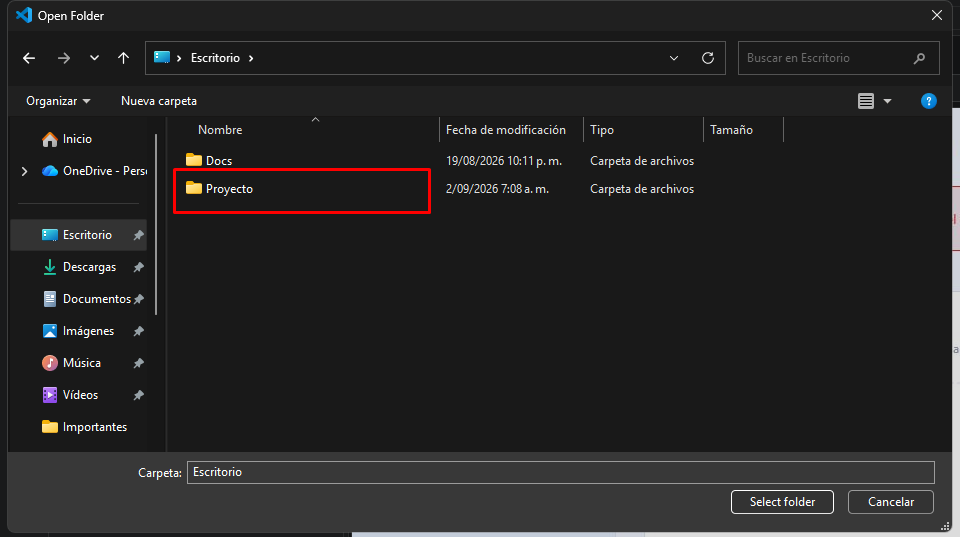 Open Folder
Escritorio
Buscar en Escritorio
Organizar
Nueva carpeta
Nombre
Fecha de modificación
Tipo
Tamaño
Inicio
OneDrive - Perso
Docs
19/08/2026 10:11 p. m.
Carpeta de archivos
Proyecto
2/09/2026 7:08 a. m.
Carpeta de archivos
Escritorio
Descargas
Documentos
Imágenes
Música
Vídeos
Importantes
Carpeta:
Escritorio
Select folder
Cancelar